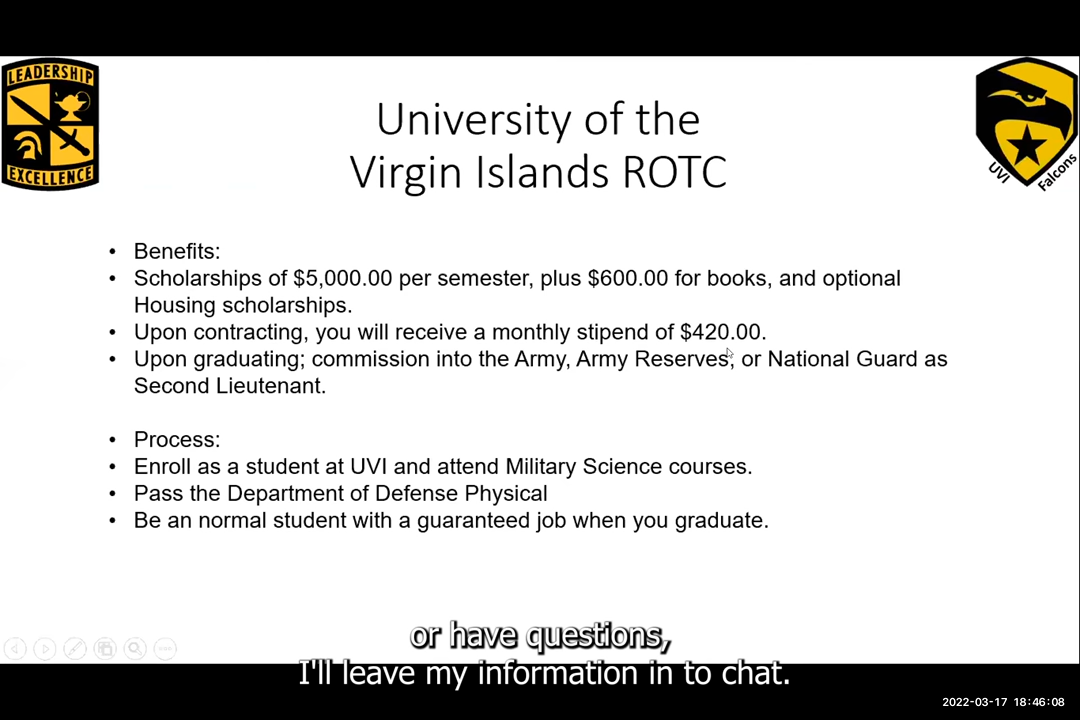 LEADERSHIP
EXCELLENCE
University of the
Virgin Islands ROTC
UVI Falcons
• Benefits:
• Scholarships of $5,000.00 per semester, plus $600.00 for books, and optional
Housing scholarships.
• Upon contracting, you will receive a monthly stipend of $420.00.
• Upon graduating; commission into the Army, Army Reserves, or National Guard as
Second Lieutenant.
• Process:
• Enroll as a student at UVI and attend Military Science courses.
• Pass the Department of Defense Physical
• Be an normal student with a guaranteed job when you graduate.
or have questions,
I'll leave my information in to chat.
2022-03-17 18:46:08